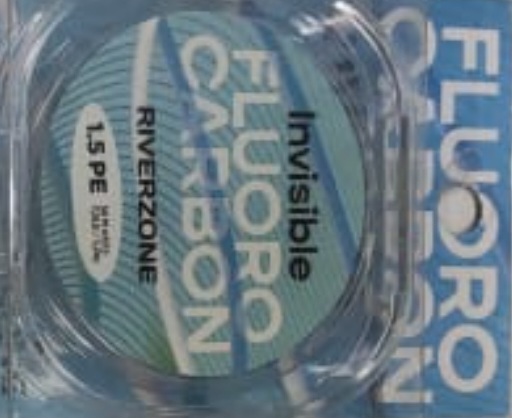 FLUORO
CARBON
Invisible
FLUORO
CARBON
RIVERZONE
1.5 PE